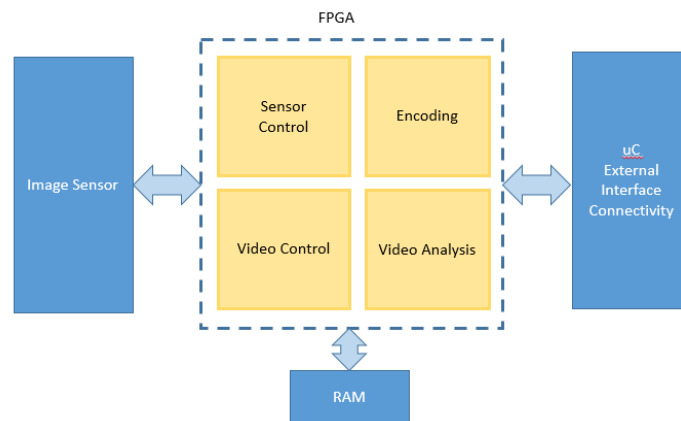 FPGA
Sensor
Control
Encoding
Image Sensor
uC
External
Interface
Connectivity
Video Control
Video Analysis
RAM